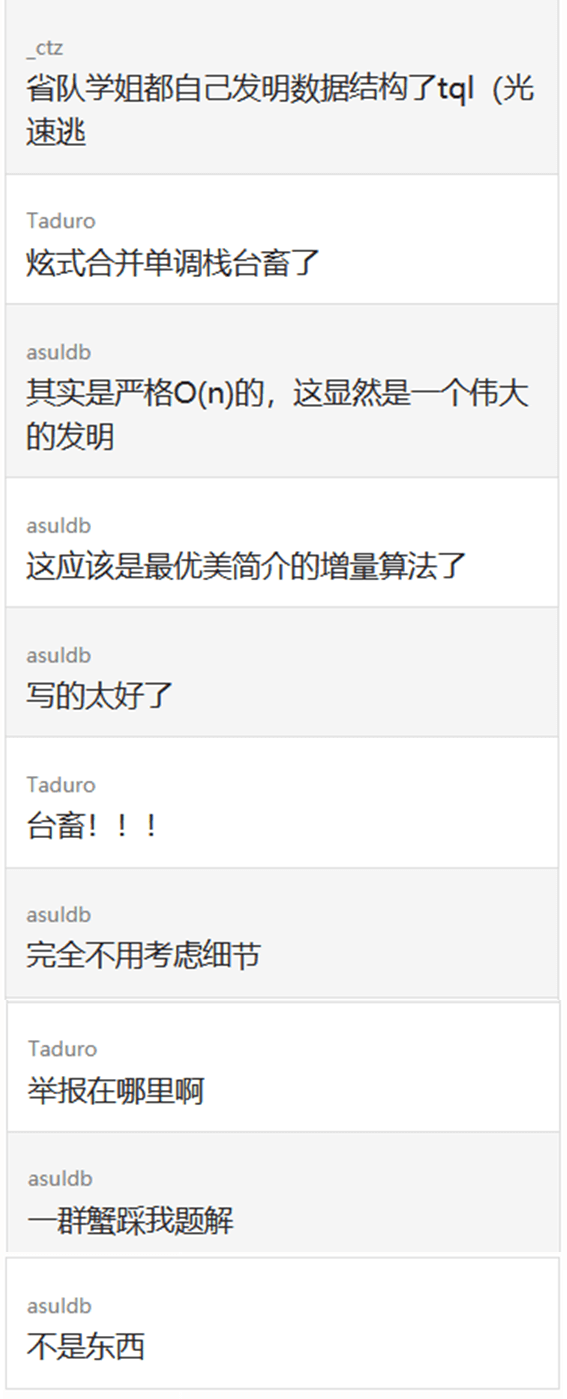 _ctz
省队学姐都自己发明数据结构了tql（光
速逃
Taduro
炫式合并单调栈台畜了
asuldb
其实是严格O(n)的，这显然是一个伟大
的发明
asuldb
这应该是最优美简介的增量算法了
asuldb
写的太好了
Taduro
台畜！！！
asuldb
完全不用考虑细节
Taduro
举报在哪里啊
asuldb
一群蟹踩我题解
asuldb
不是东西